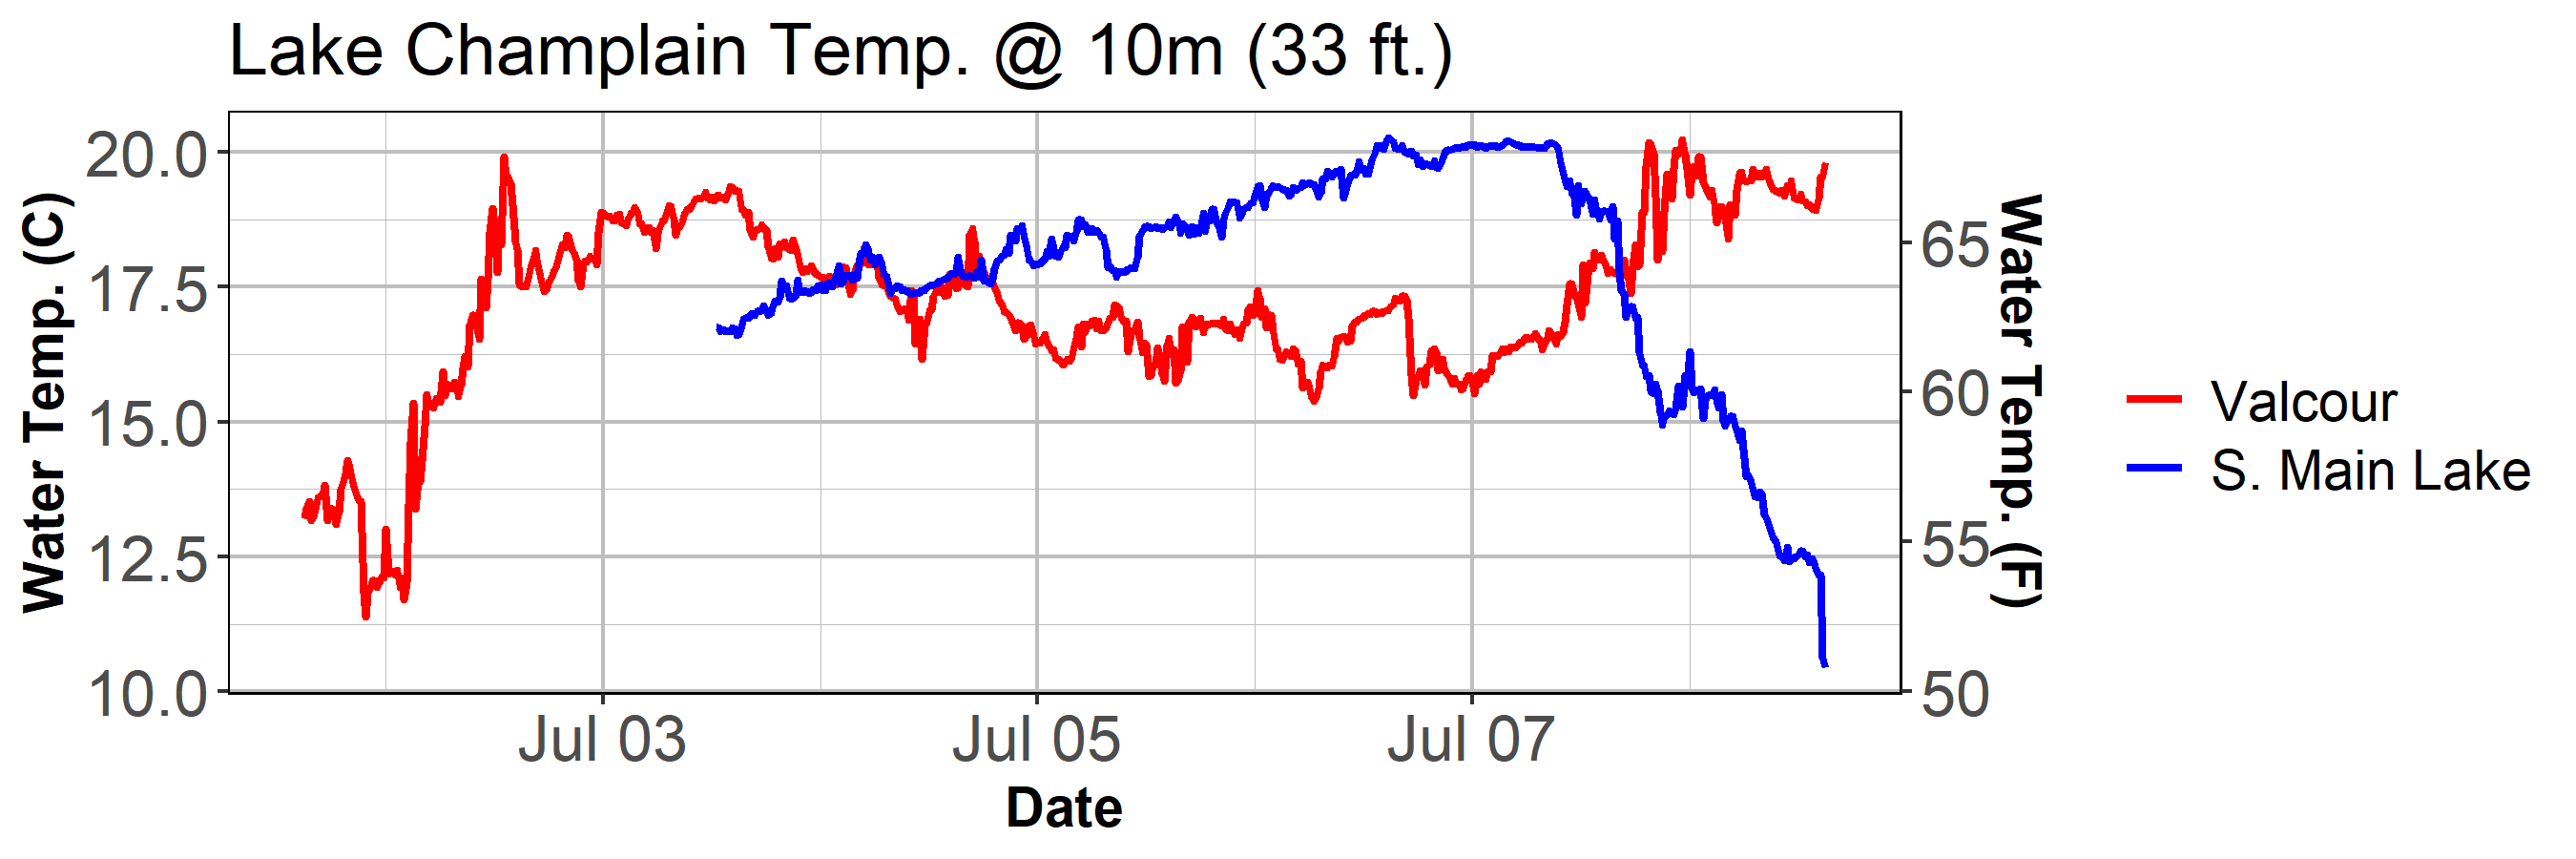 Lake Champlain Temp. @ 10m (33 ft.)
Water Temp. (C)
20.0
17.5
15.0
12.5
10.0
Jul 03
Jul 05
Jul 07
Date
65
60
55
50
Water Temp. (F)
Valcour
S. Main Lake